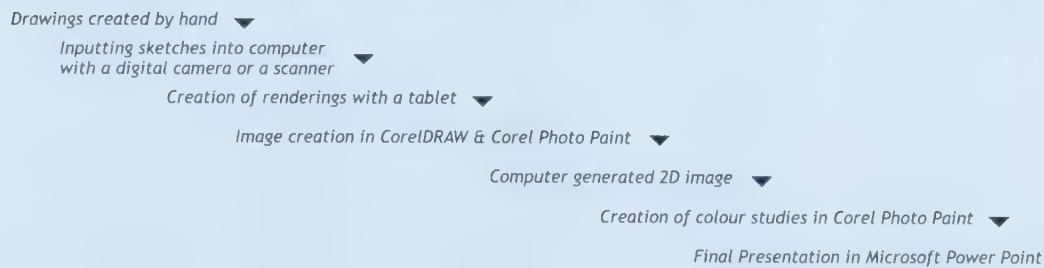 Drawings created by hand
Inputting sketches into computer
with a digital camera or a scanner
Creation of renderings with a tablet
Image creation in CorelDRAW & Corel Photo Paint
Computer generated 2D image
Creation of colour studies in Corel Photo Paint
Final Presentation in Microsoft Power Point